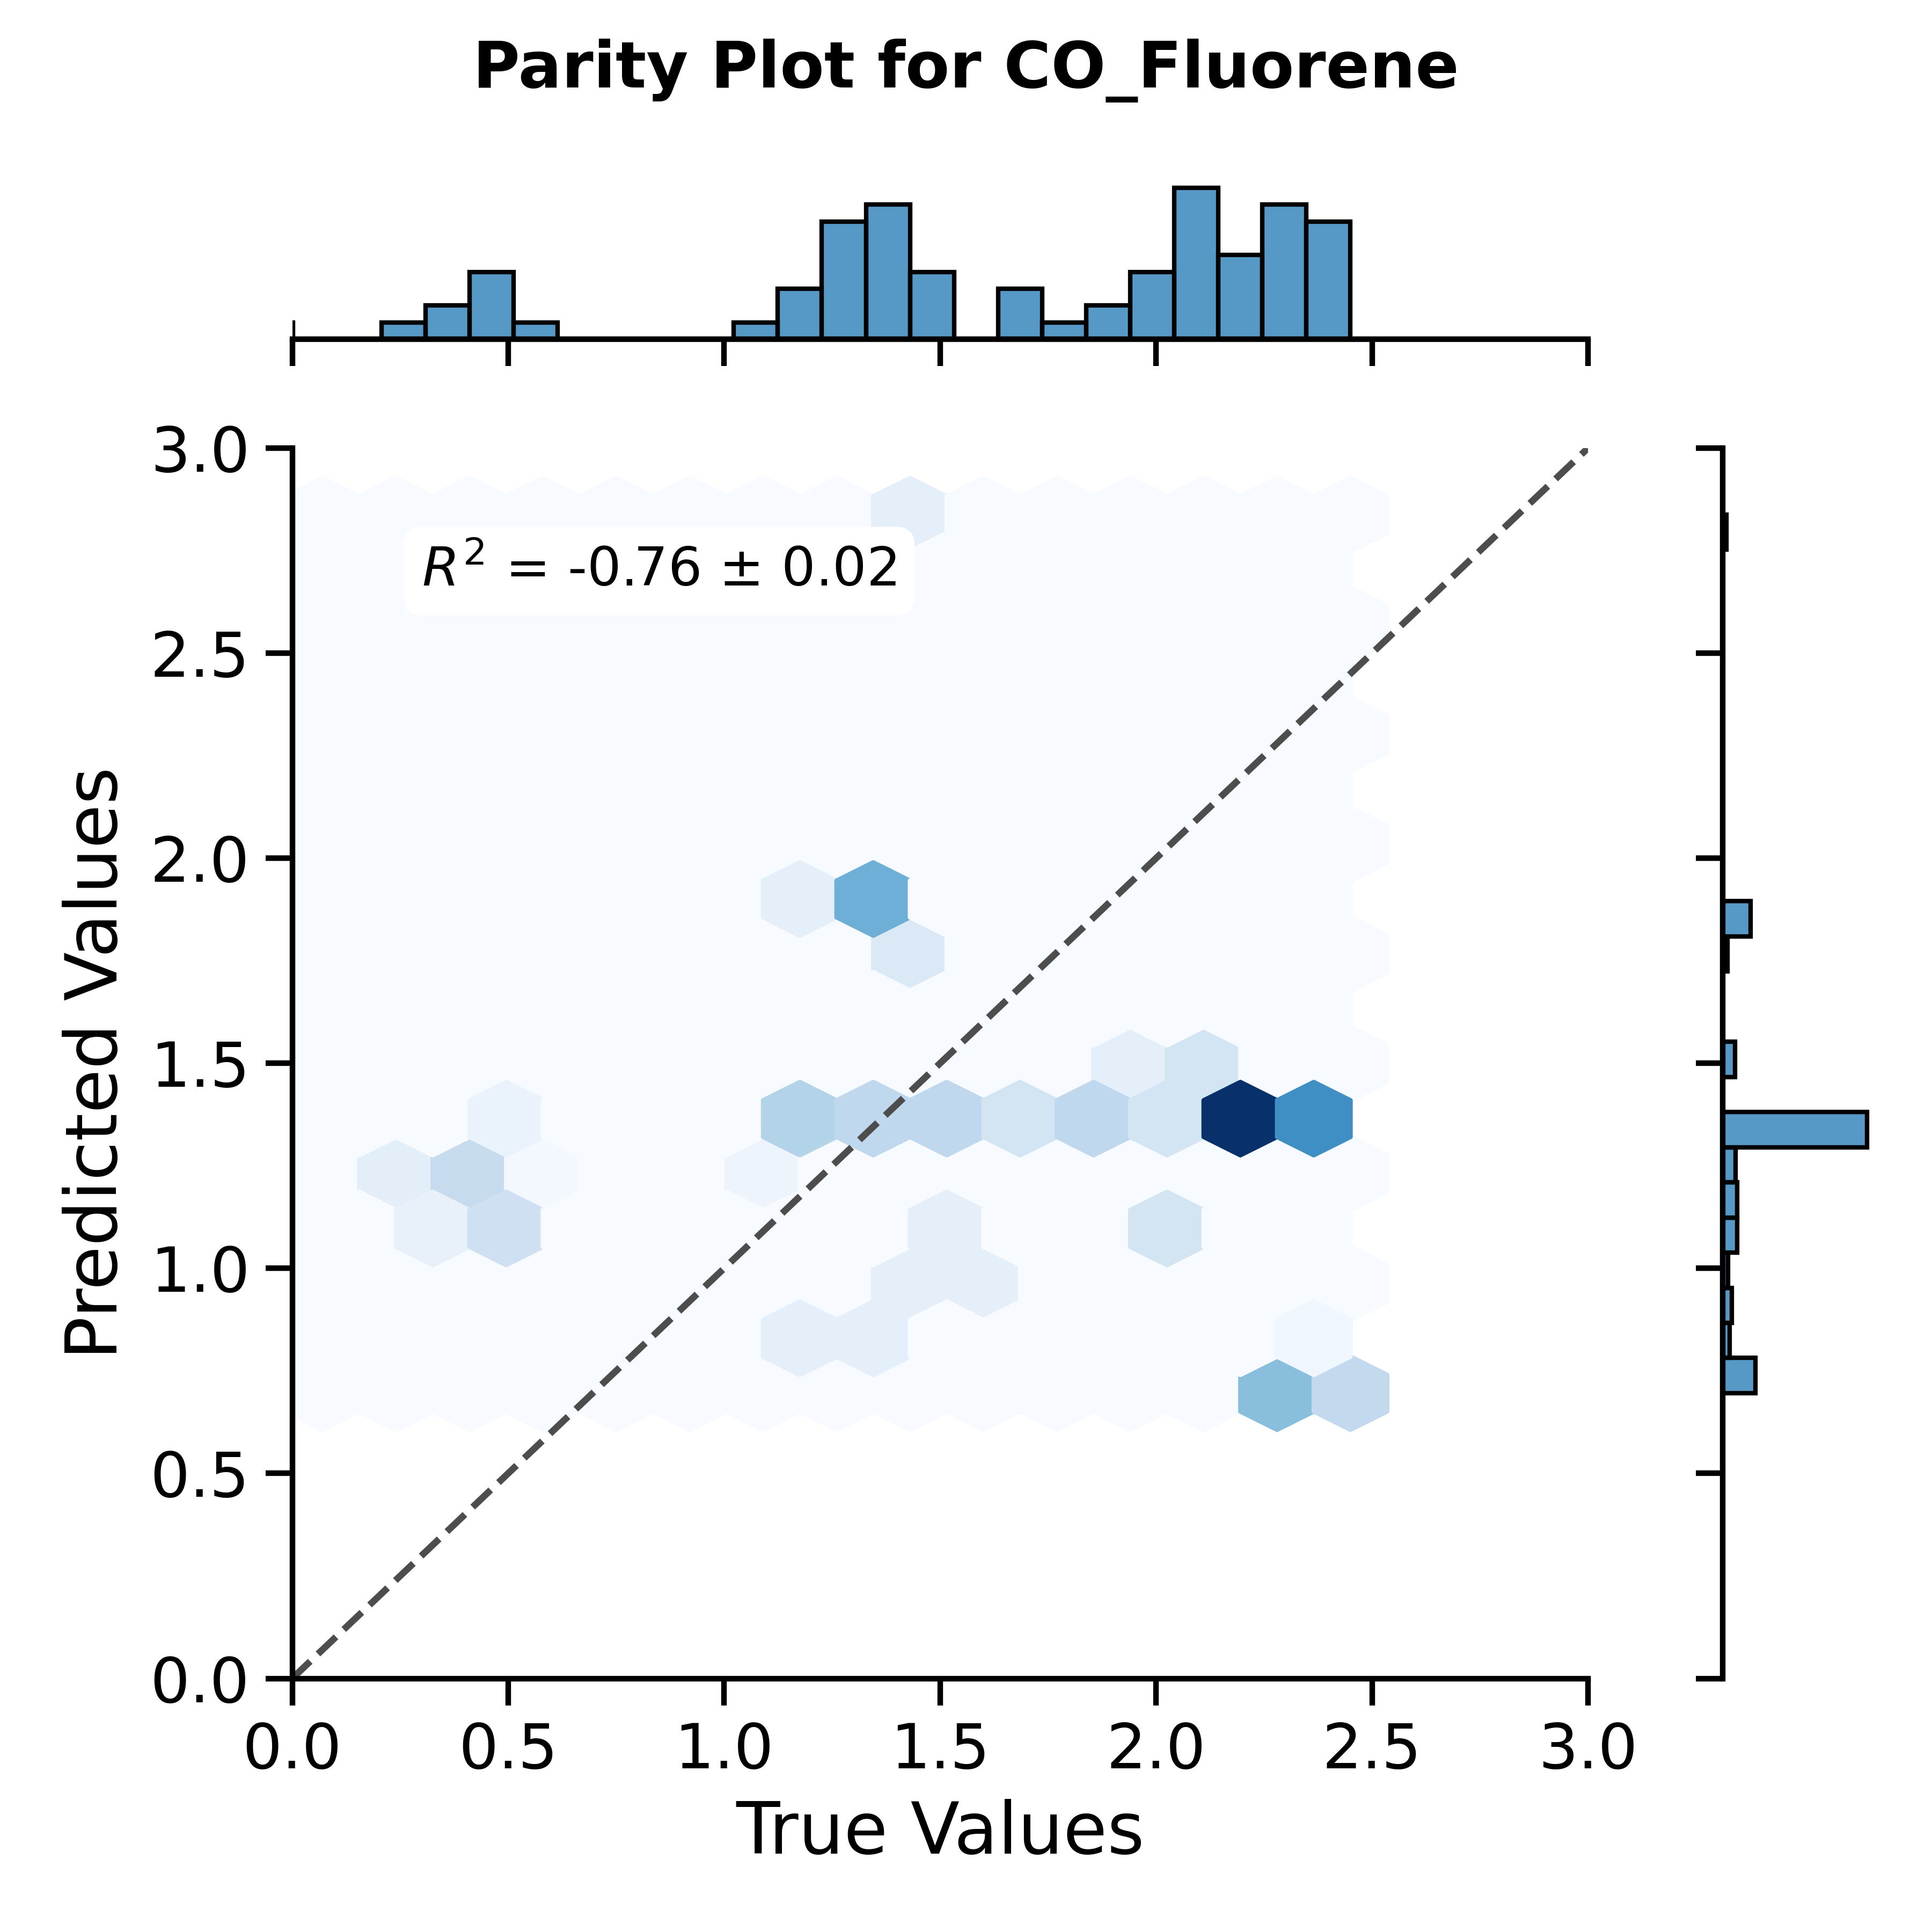 Parity Plot for CO_Fluorene
R² = -0.76 ± 0.02
3.0
2.5
2.0
1.5
1.0
0.5
0.0
Predicted Values
0.0 0.5 1.0 1.5 2.0 2.5 3.0
True Values